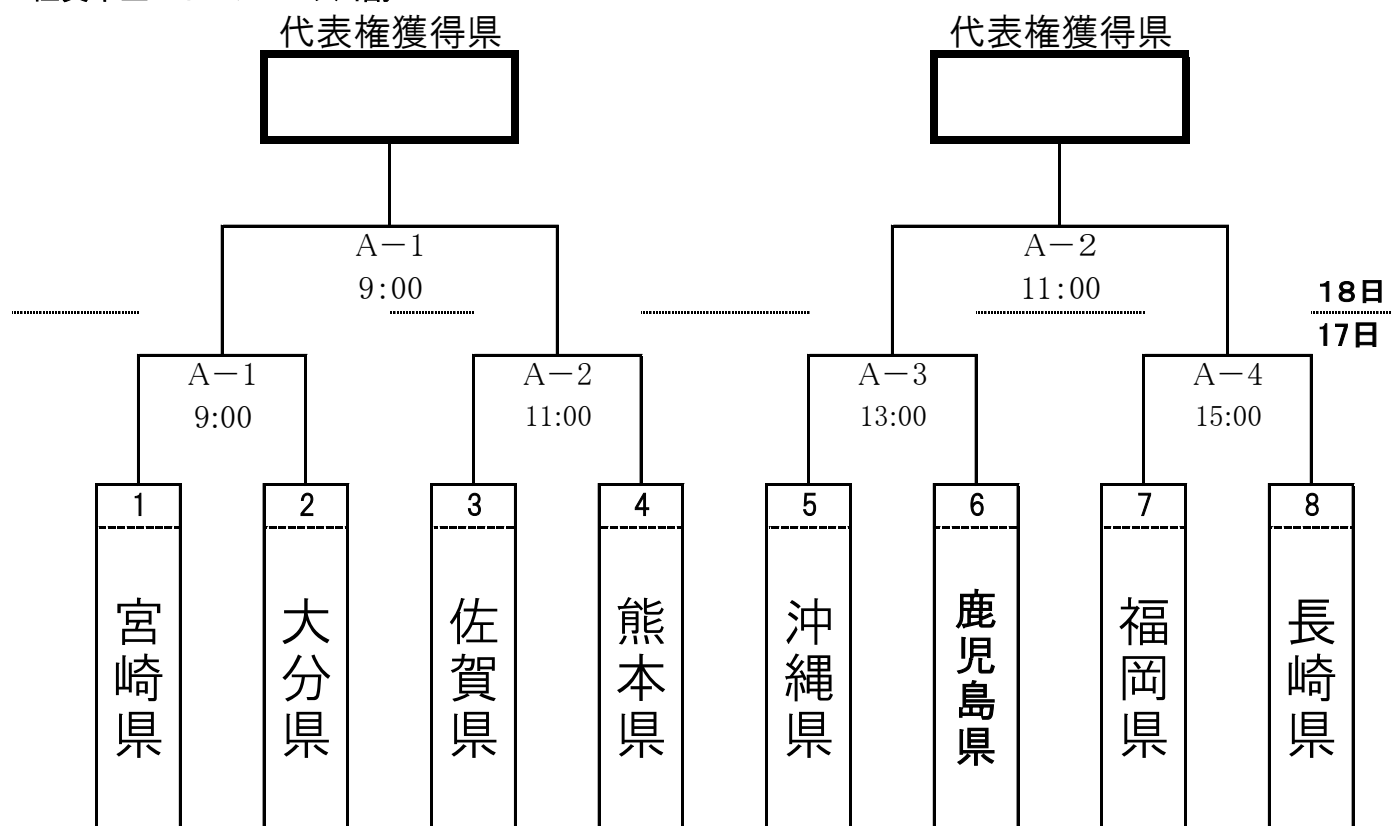 代表権獲得県 代表権獲得県
A－1 A－2
9:00 11:00 18日
17日
A－1 A－2 A－3 A－4
9:00 11:00 13:00 15:00
1 2 3 4 5 6 7 8
宮崎県
大分県
佐賀県
熊本県
沖縄県
鹿児島県
福岡県
長崎県